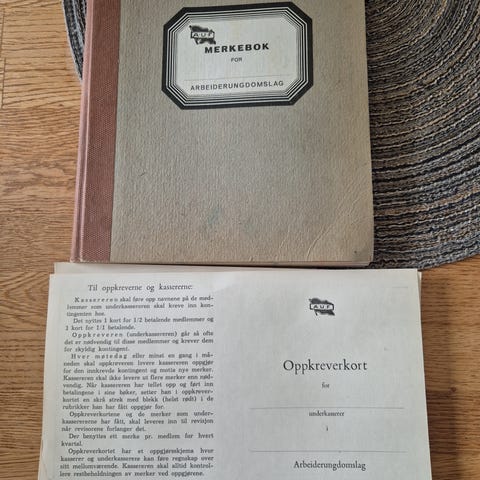 A.U.F
MERKEBOK
FOR
ARBEIDERUNGDOMSLAG
Til oppkreverne og kassererne:
Kassereren skal føre opp navnene på de med-
lemmer som underkassereren skal kreve inn kon-
tingenten hos.
Det nyttes 1 kort for 1/2 betalende medlemmer og
1 kort for 1/1 betalende.
Oppkreveren (underkassereren) går så ofte
det er nødvendig til disse medlemmer og krever dem
for skyldig kontingent.
Hver møtedag eller minst en gang i må-
neden skal oppkreveren levere kassereren oppgjør
for den innkrevde kontingent og motta nye merker.
Kassereren skal ikke levere ut flere merker enn nød-
vendig. Når kassereren har tellet opp og ført inn
betalingene i sine bøker, setter han i oppkrever-
kortet en skrå strek med blekk (helst rødt) i de
rubrikker han har fått oppgjør for.
Oppkreverkortene og de merker som under-
kassererene har fått, skal leveres inn til revisjon
når revisorene forlanger det.
Der benyttes ett merke pr. medlem for hvert
kvartal.
Oppkreverkortet har et oppgjørsskjema hvor
kasserer og underkasserere kan føre regnskap over
sitt mellomværende. Kassereren skal alltid kontrol-
lere restbeholdningen av merker ved oppgjørene.
A.U.F
Oppkreverkort
for
underkasserer
i
Arbeiderungdomslag